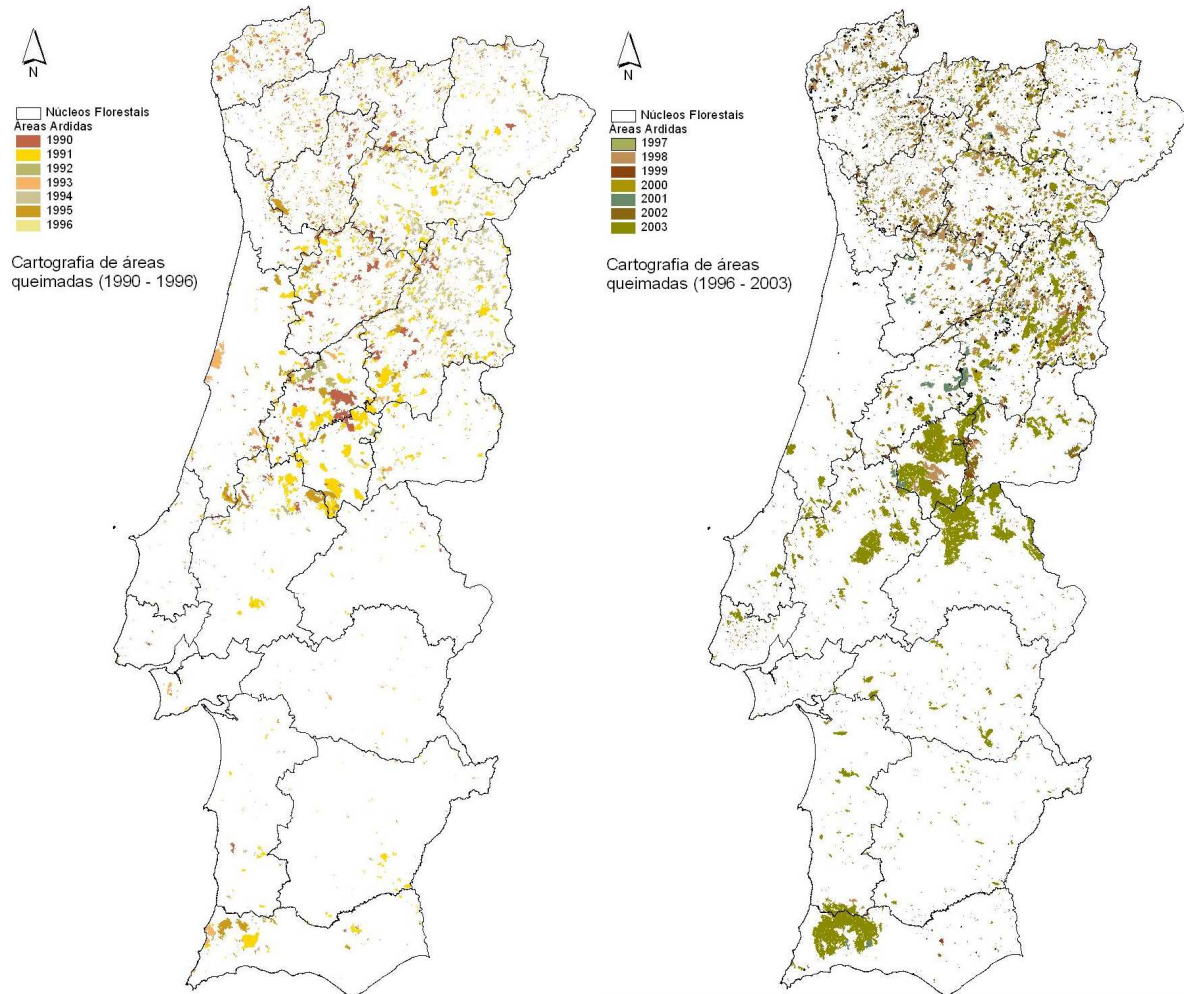 N
Núcleos Florestais
Áreas Ardidas
1990
1991
1992
1993
1994
1995
1996
Cartografia de áreas
queimadas (1990 - 1996)
N
Núcleos Florestais
Áreas Ardidas
1997
1998
1999
2000
2001
2002
2003
Cartografia de áreas
queimadas (1996 - 2003)